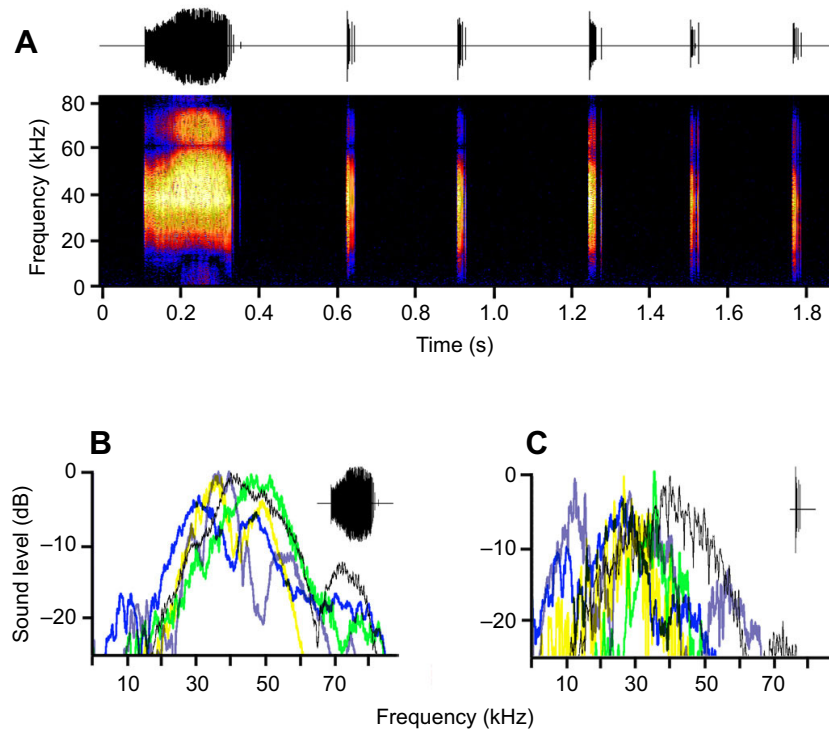 A
Frequency (kHz)
80
60
40
20
0
0 0.2 0.4 0.6 0.8 1.0 1.2 1.4 1.6 1.8
Time (s)
B
Sound level (dB)
0
–10
–20
10 30 50 70
C
0
–10
–20
10 30 50 70
Frequency (kHz)